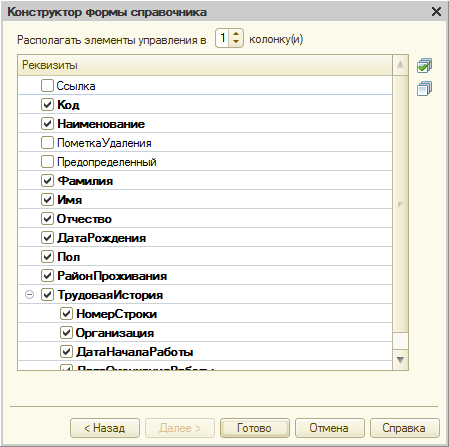 Конструктор формы справочника
Располагать элементы управления в 1 колонку(и)
Реквизиты
Ссылка
Код
Наименование
ПометкаУдаления
Предопределенный
Фамилия
Имя
Отчество
ДатаРождения
Пол
РайонПроживания
ТрудоваяИстория
НомерСтроки
Организация
ДатаНачалаРаботы
ДатаОкончанияРаботы
< Назад Далее > Готово Отмена Справка